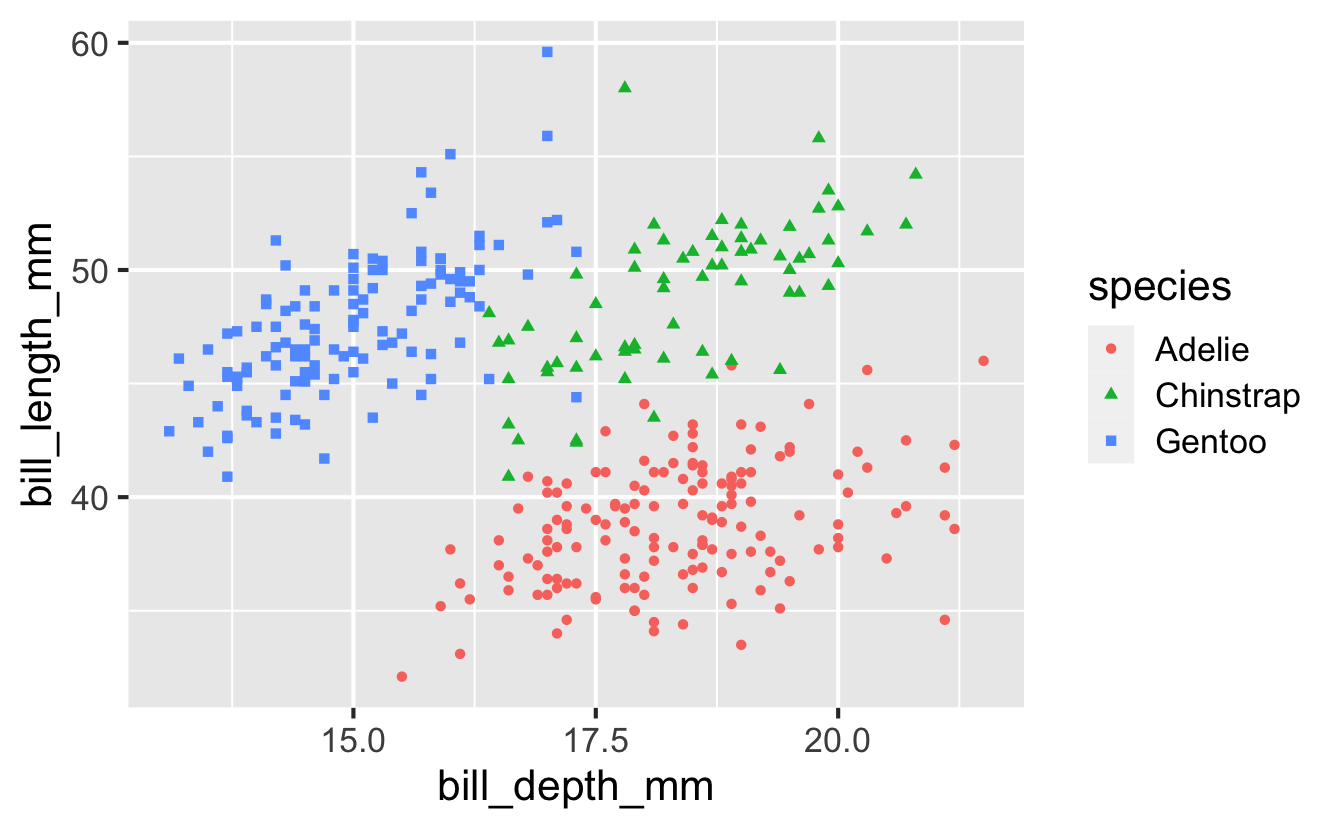 60
50
40
bill_length_mm
15.0 17.5 20.0
bill_depth_mm
species
Adelie
Chinstrap
Gentoo